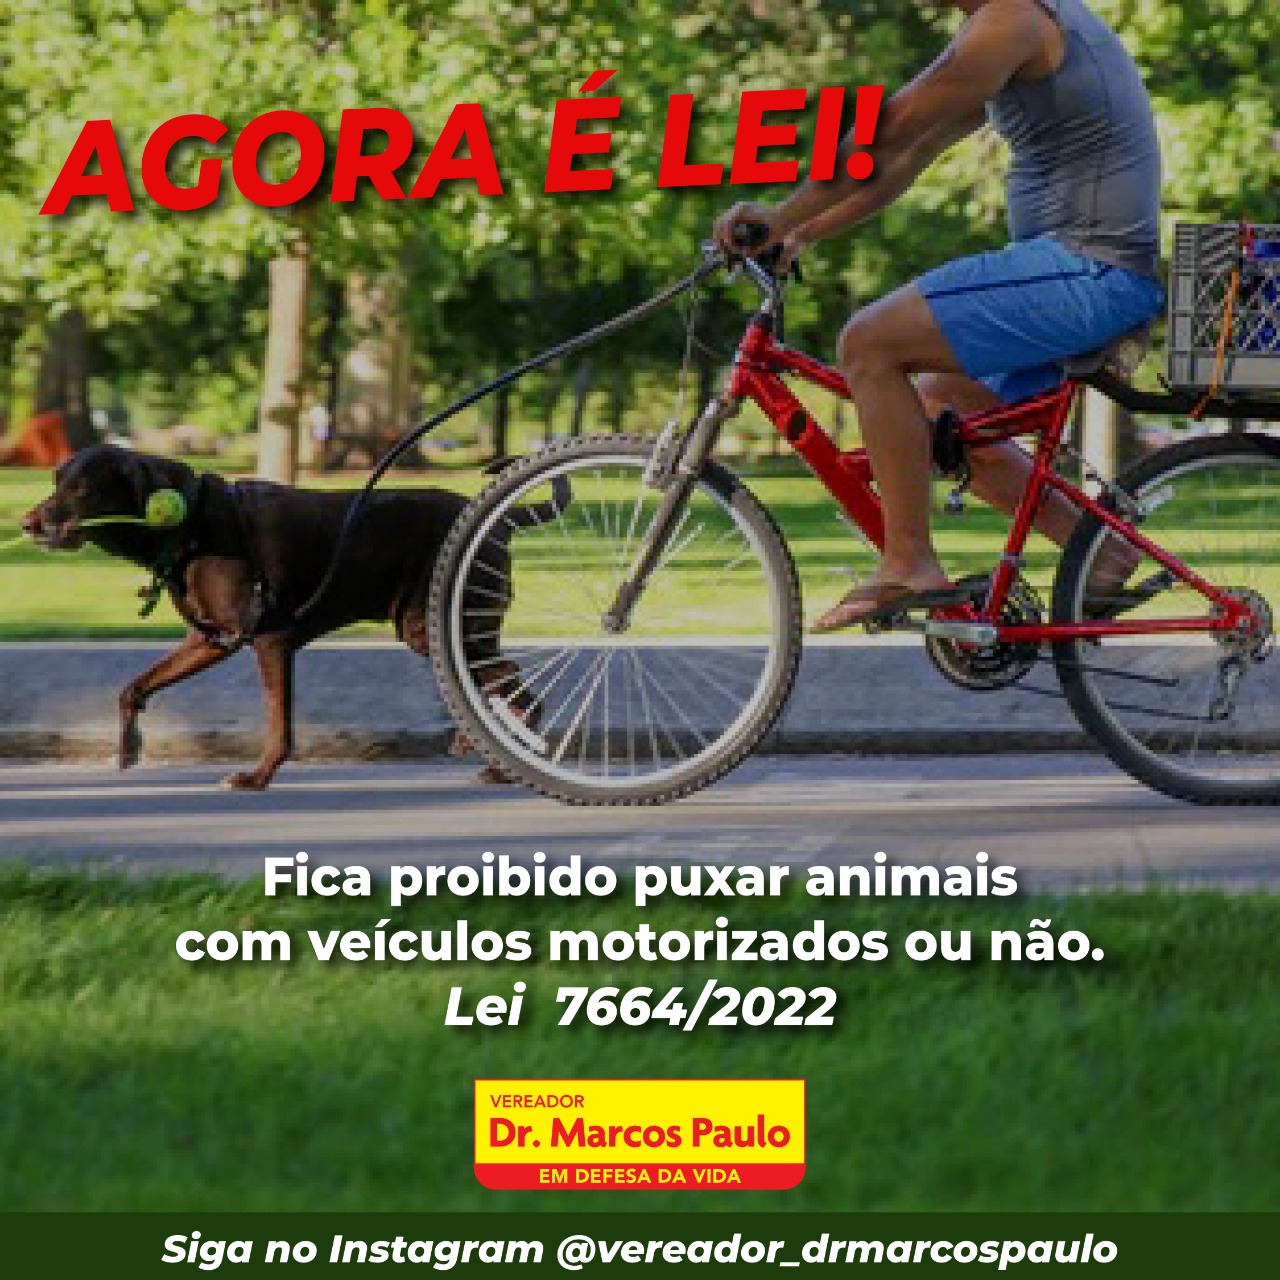 AGORA É LEI!
Fica proibido puxar animais
com veículos motorizados ou não.
Lei 7664/2022
VEREADOR
Dr. Marcos Paulo
EM DEFESA DA VIDA
Siga no Instagram @vereador_drmarcospaulo